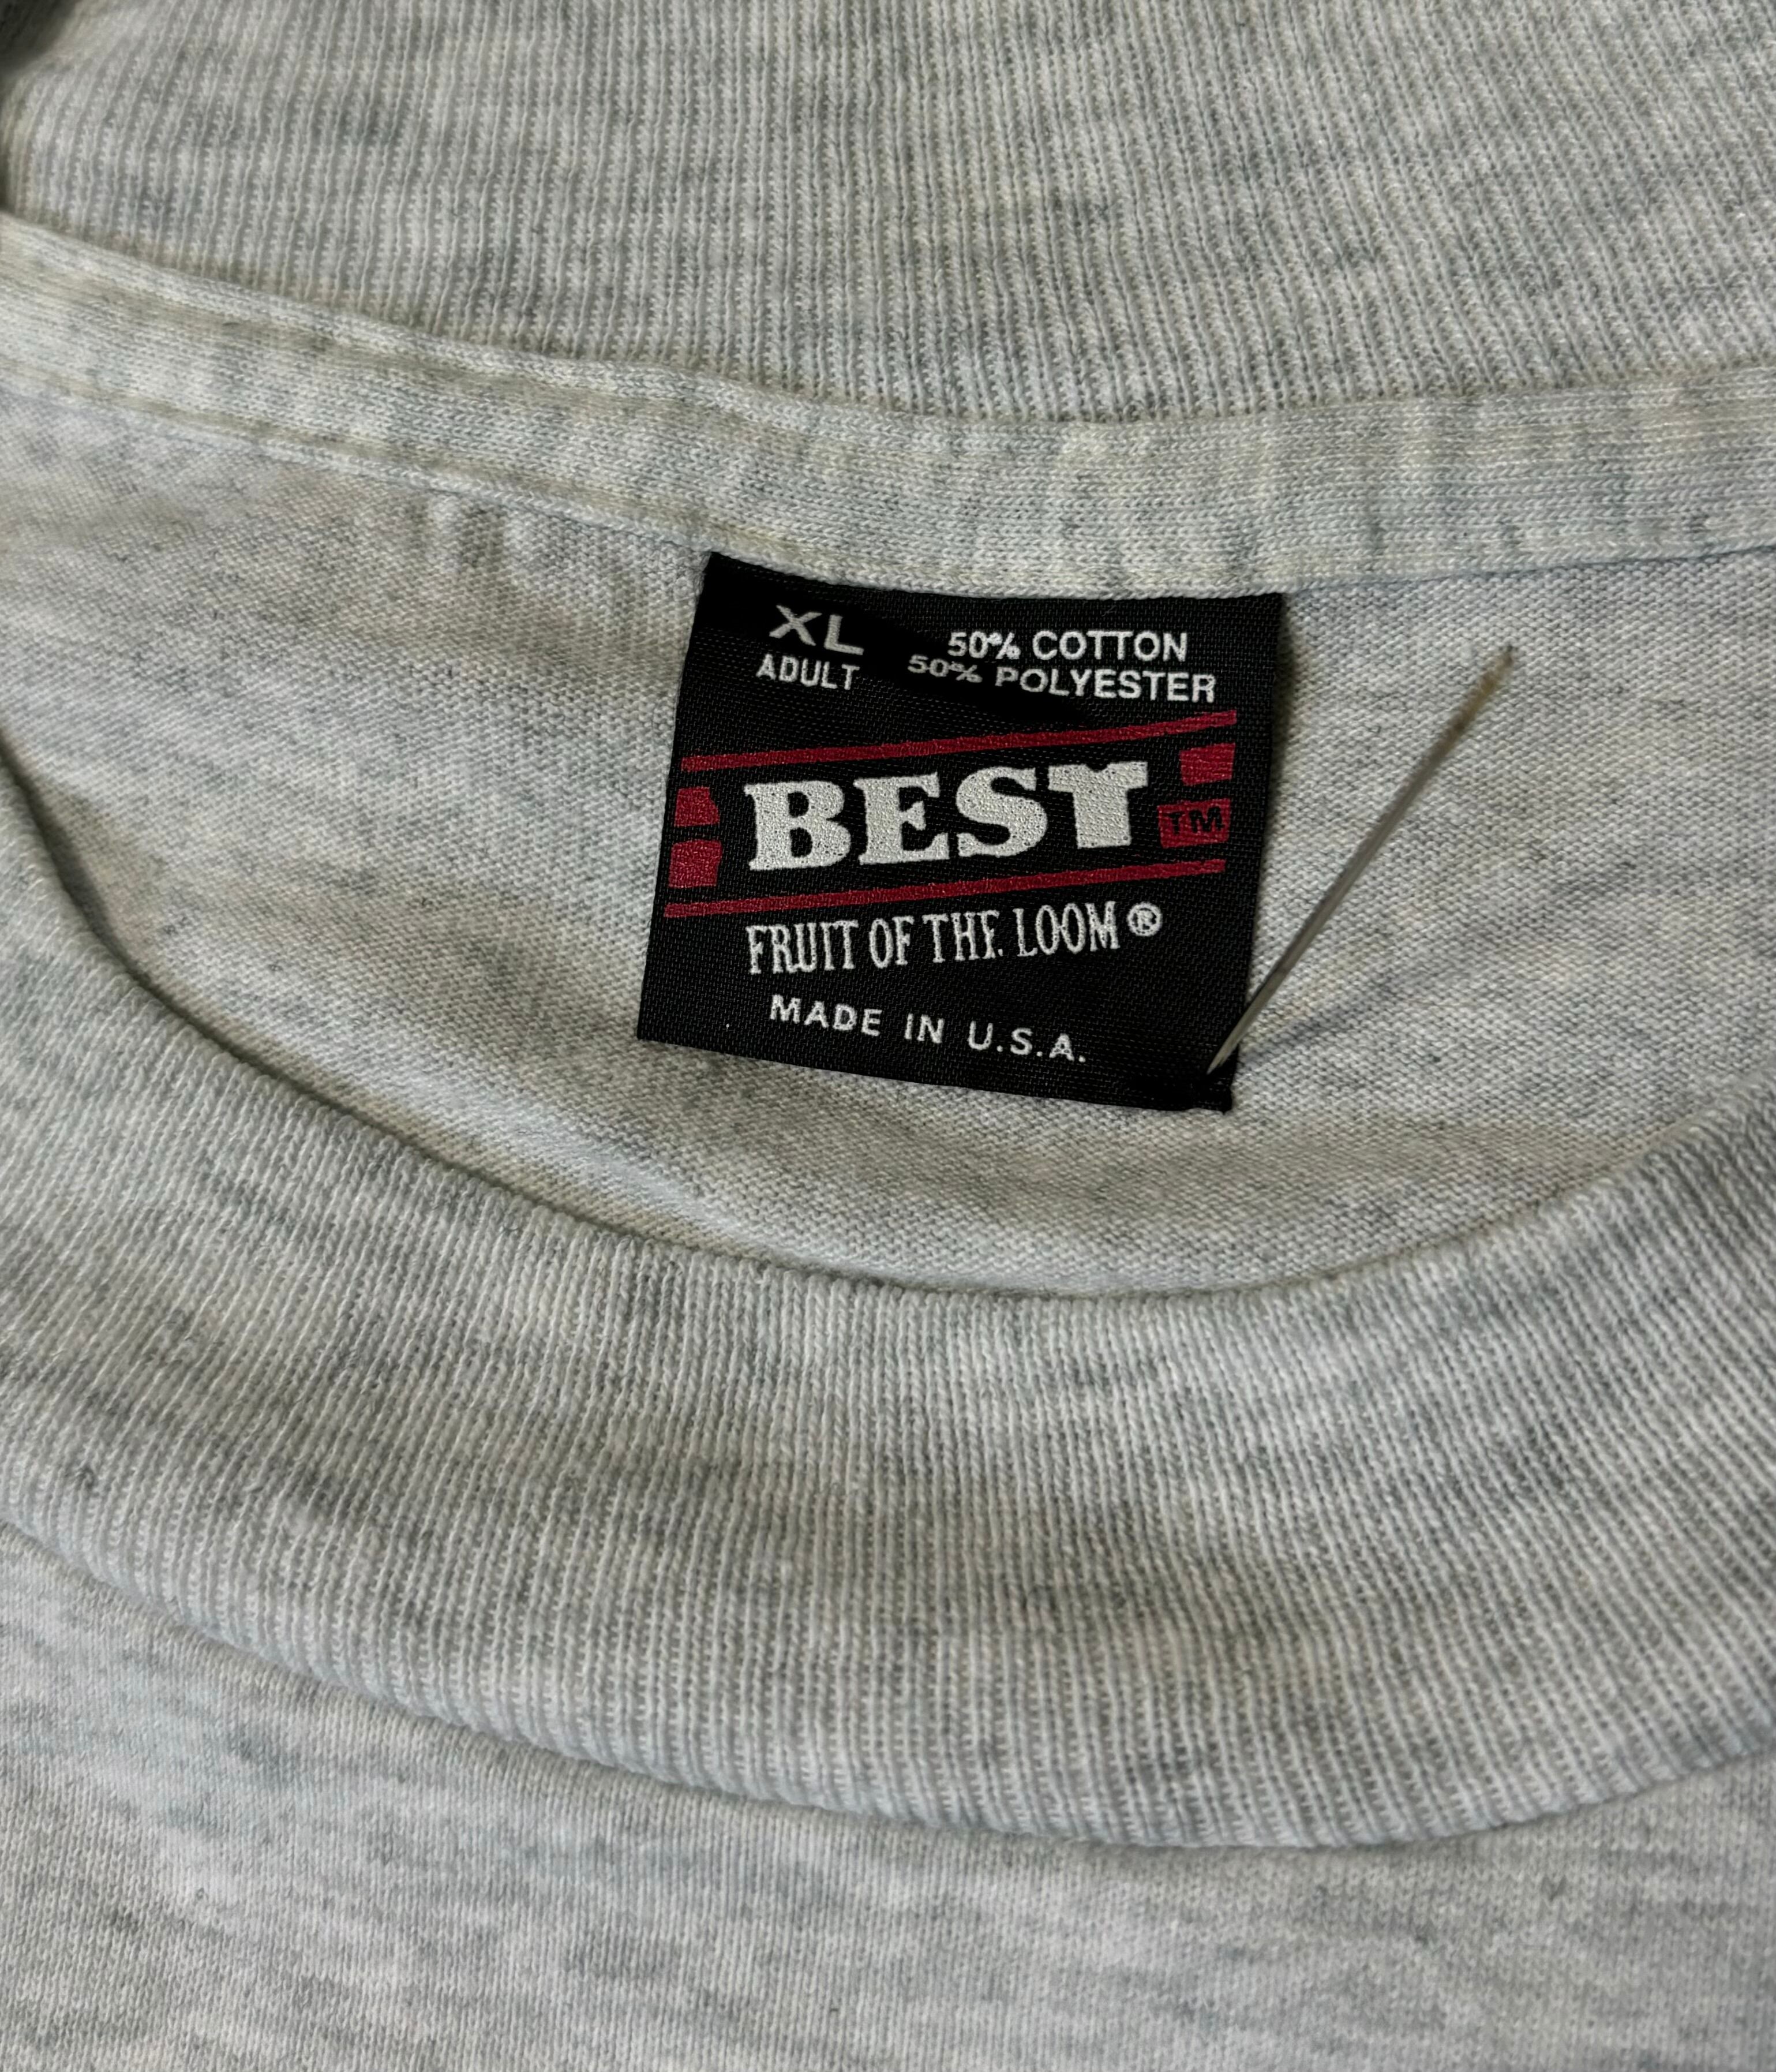 XL
ADULT
50% COTTON
50% POLYESTER
BEST
TM
FRUIT OF THE LOOM®
MADE IN U.S.A.